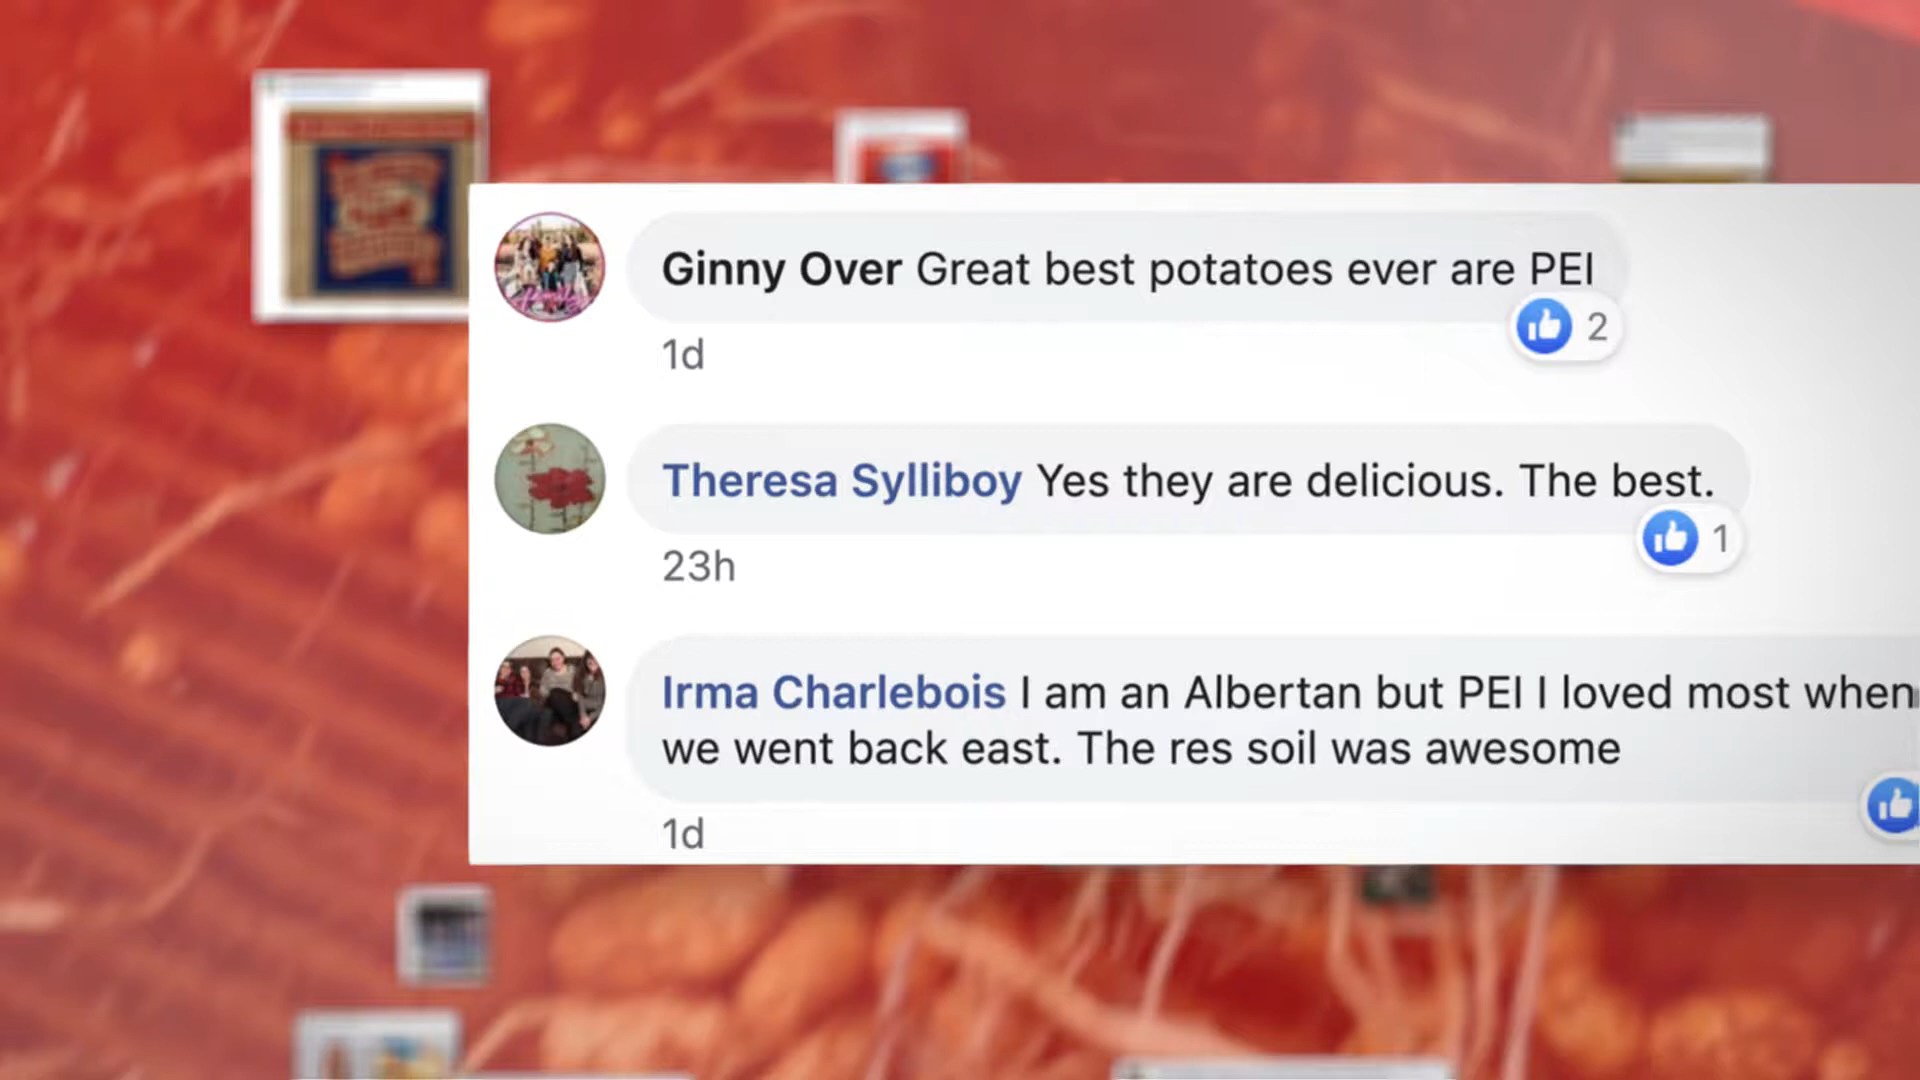 Ginny Over Great best potatoes ever are PEI
2
1d
Theresa Sylliboy Yes they are delicious. The best.
1
23h
Irma Charlebois I am an Albertan but PEI I loved most when
we went back east. The res soil was awesome
1d